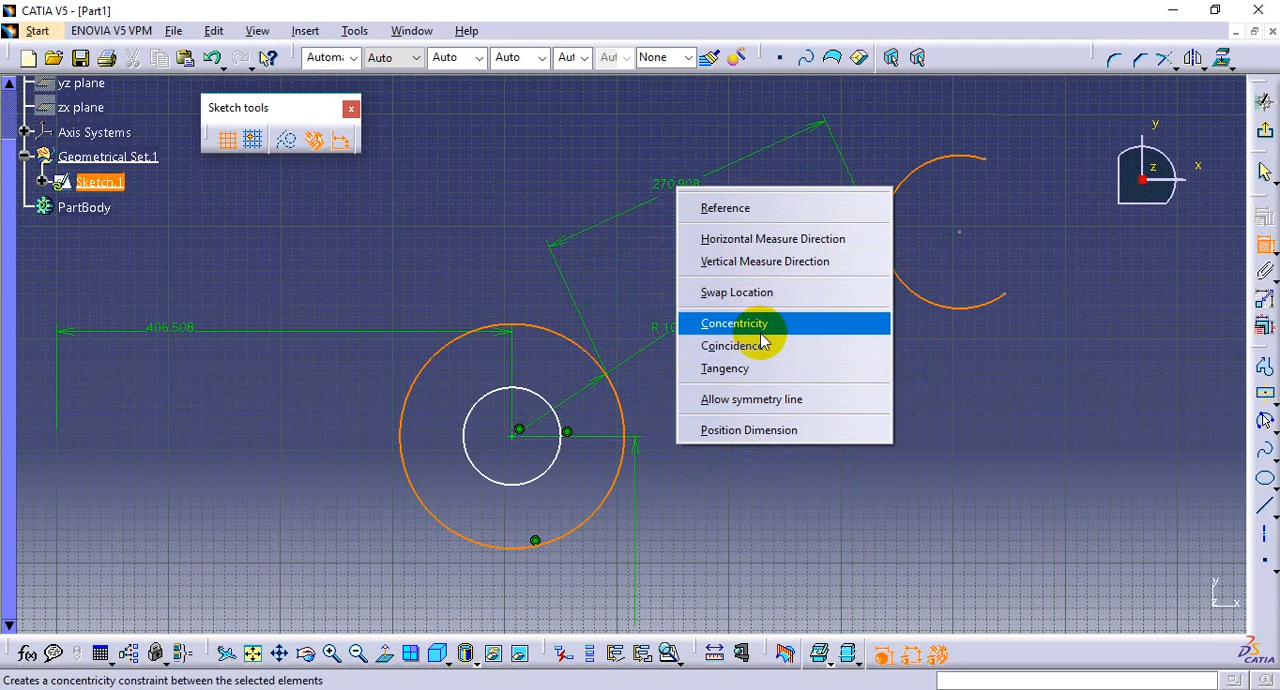 CATIA V5 - [Part1]
Start ENOVIA V5 VPM File Edit View Insert Tools Window Help
Auto Auto Auto Aut Aut None
yz plane
zx plane
Axis Systems
Geometrical Set.1
Sketch.1
PartBody
Sketch tools
x
270.908
406.508
Reference
Horizontal Measure Direction
Vertical Measure Direction
Swap Location
Concentricity
Coincidence
Tangency
Allow symmetry line
Position Dimension
y
z x
y
z x
f(x)
CATIA
Creates a concentricity constraint between the selected elements